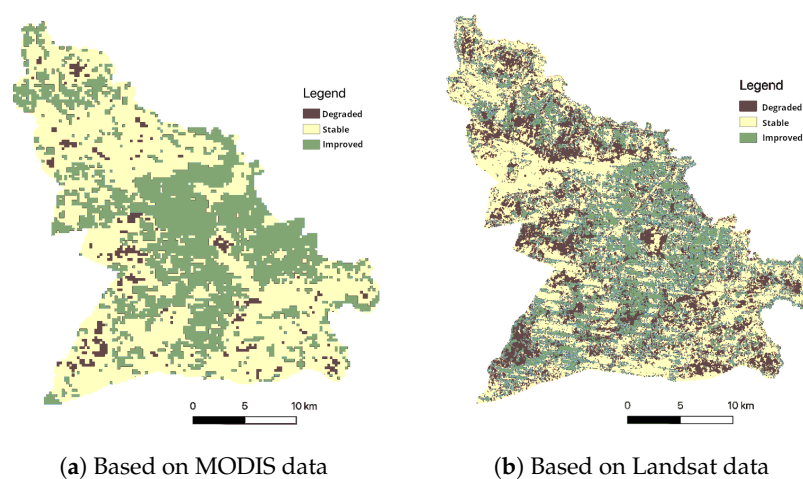 Legend
Degraded
Stable
Improved
0 5 10 km
(a) Based on MODIS data
Legend
Degraded
Stable
Improved
0 5 10 km
(b) Based on Landsat data